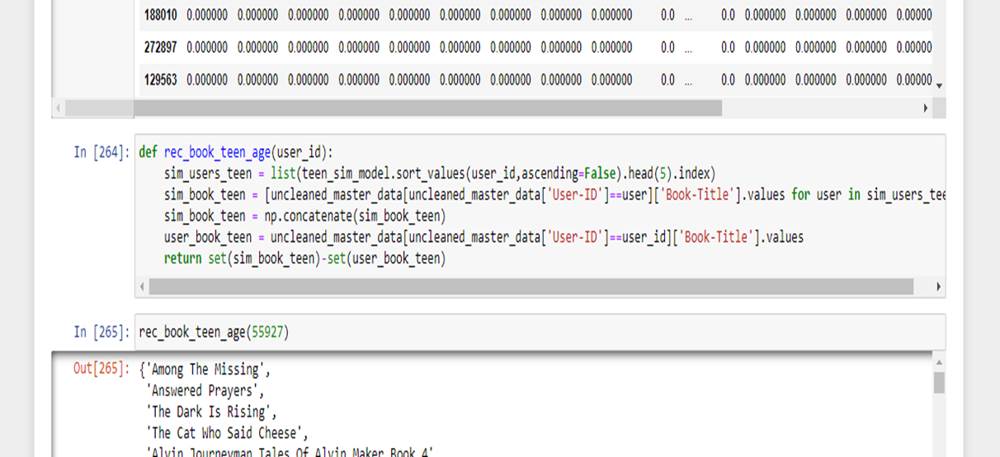 188010 0.000000 0.000000 0.000000 0.000000 0.000000 0.000000 0.000000 0.000000 0.000000 0.0 ... 0.0 0.000000 0.000000 0.000000 0.00000
272897 0.000000 0.000000 0.000000 0.000000 0.000000 0.000000 0.000000 0.000000 0.000000 0.0 ... 0.0 0.000000 0.000000 0.000000 0.00000
129563 0.000000 0.000000 0.000000 0.000000 0.000000 0.000000 0.000000 0.000000 0.000000 0.0 ... 0.0 0.000000 0.000000 0.000000 0.00000
In [264]: def rec_book_teen_age(user_id):
sim_users_teen = list(teen_sim_model.sort_values(user_id,ascending=False).head(5).index)
sim_book_teen = [uncleaned_master_data[uncleaned_master_data['User-ID']==user]['Book-Title'].values for user in sim_users_tee
sim_book_teen = np.concatenate(sim_book_teen)
user_book_teen = uncleaned_master_data[uncleaned_master_data['User-ID']==user_id]['Book-Title'].values
return set(sim_book_teen)-set(user_book_teen)
In [265]: rec_book_teen_age(55927)
Out[265]: {'Among The Missing',
'Answered Prayers',
'The Dark Is Rising',
'The Cat Who Said Cheese',
'Alvin Journeyman Tales Of Alvin Maker Book 4'